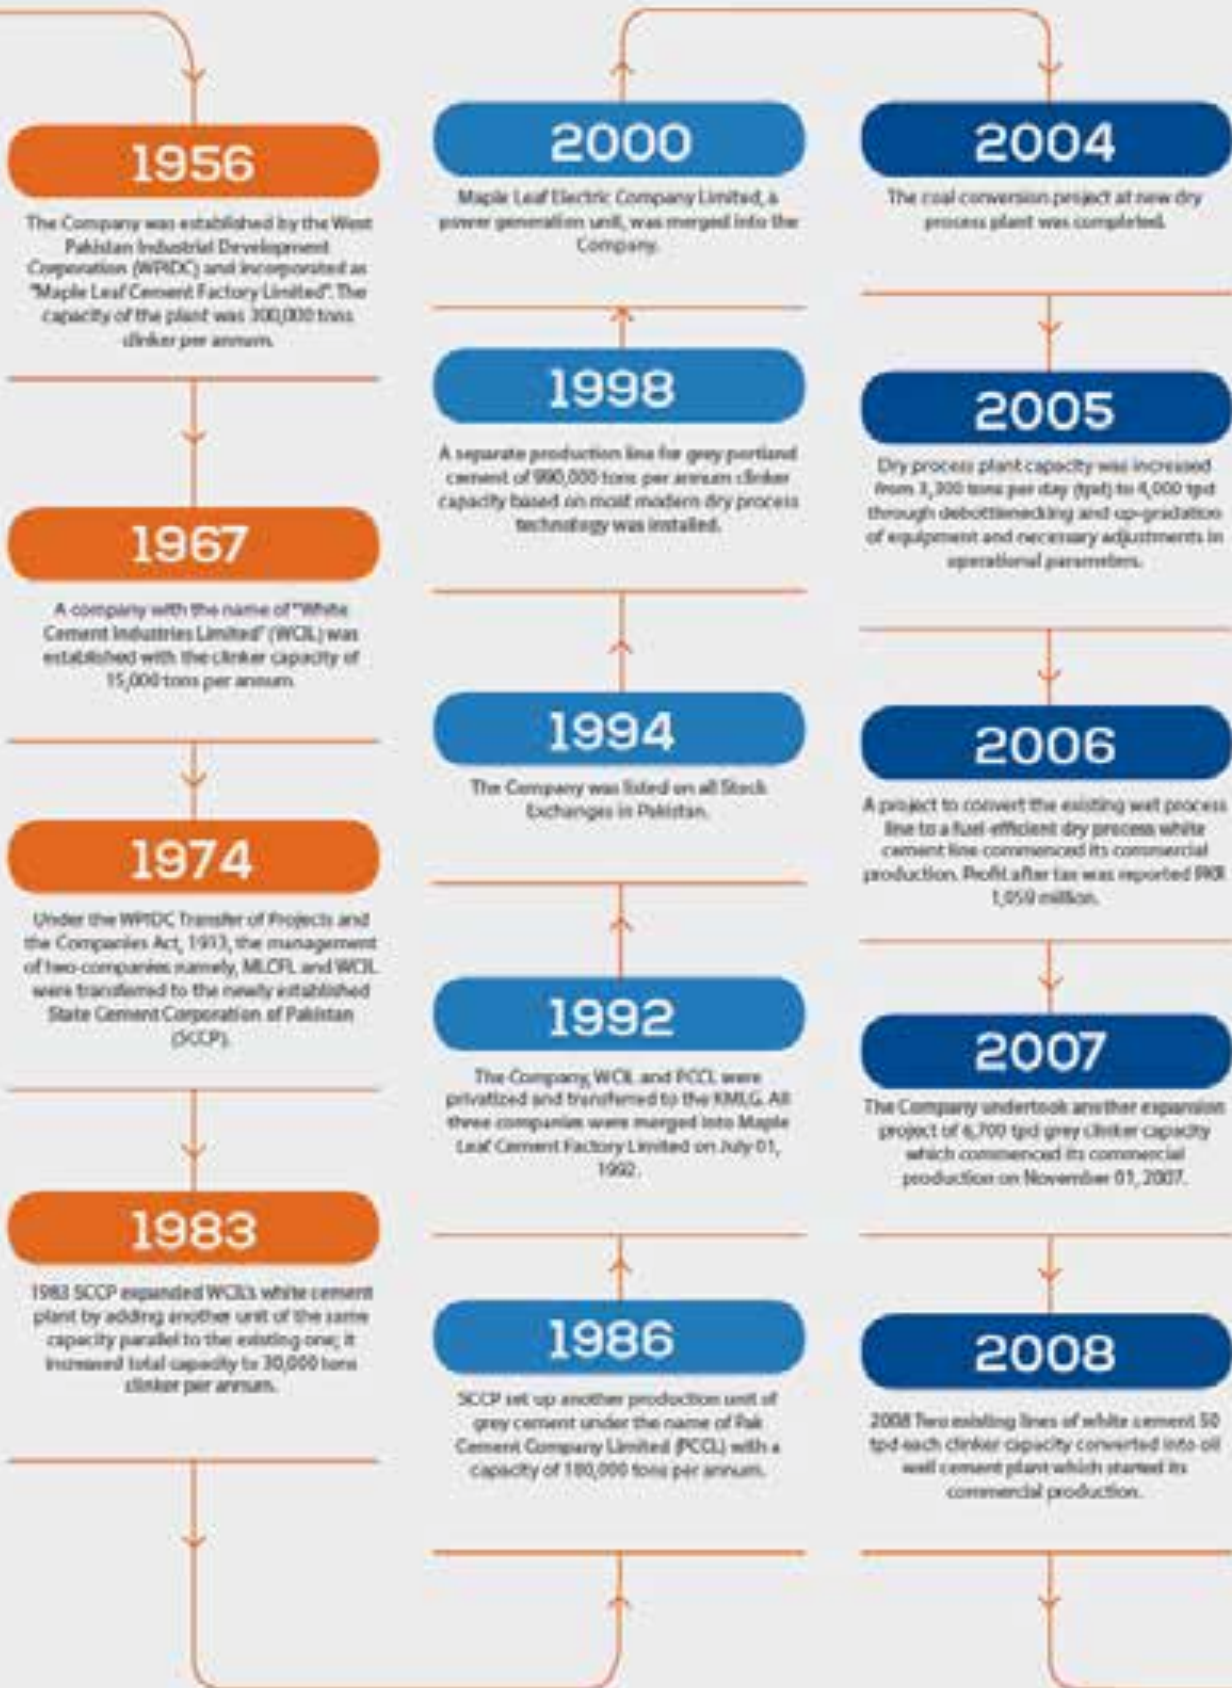 1956
The Company was established by the West
Pakistan Industrial Development
Corporation (WPIDC) and incorporated as
"Maple Leaf Cement Factory Limited". The
capacity of the plant was 300,000 tons
clinker per annum.
1967
A company with the name of "White
Cement Industries Limited" (WCIL) was
established with the clinker capacity of
15,000 tons per annum.
1974
Under the WPIDC Transfer of Projects and
the Companies Act, 1913, the management
of two companies namely, MLCFL and WCIL
were transferred to the newly established
State Cement Corporation of Pakistan
(SCCP).
1983
1983 SCCP expanded WCIL's white cement
plant by adding another unit of the same
capacity parallel to the existing one; it
increased total capacity to 30,000 tons
clinker per annum.
1986
SCCP set up another production unit of
grey cement under the name of Pak
Cement Company Limited (PCCL) with a
capacity of 180,000 tons per annum.
1992
The Company, WCIL and PCCL were
privatized and transferred to the KMLG. All
three companies were merged into Maple
Leaf Cement Factory Limited on July 01,
1992.
1994
The Company was listed on all Stock
Exchanges in Pakistan.
1998
A separate production line for grey portland
cement of 990,000 tons per annum clinker
capacity based on most modern dry process
technology was installed.
2000
Maple Leaf Electric Company Limited, a
power generation unit, was merged into the
Company.
2004
The coal conversion project at new dry
process plant was completed.
2005
Dry process plant capacity was increased
from 3,300 tons per day (tpd) to 4,000 tpd
through debottlenecking and up-gradation
of equipment and necessary adjustments in
operational parameters.
2006
A project to convert the existing wet process
line to a fuel efficient dry process white
cement line commenced its commercial
production. Profit after tax was reported PKR
1,059 million.
2007
The Company undertook another expansion
project of 6,700 tpd grey clinker capacity
which commenced its commercial
production on November 01, 2007.
2008
2008 Two existing lines of white cement 50
tpd each clinker capacity converted into oil
well cement plant which started its
commercial production.